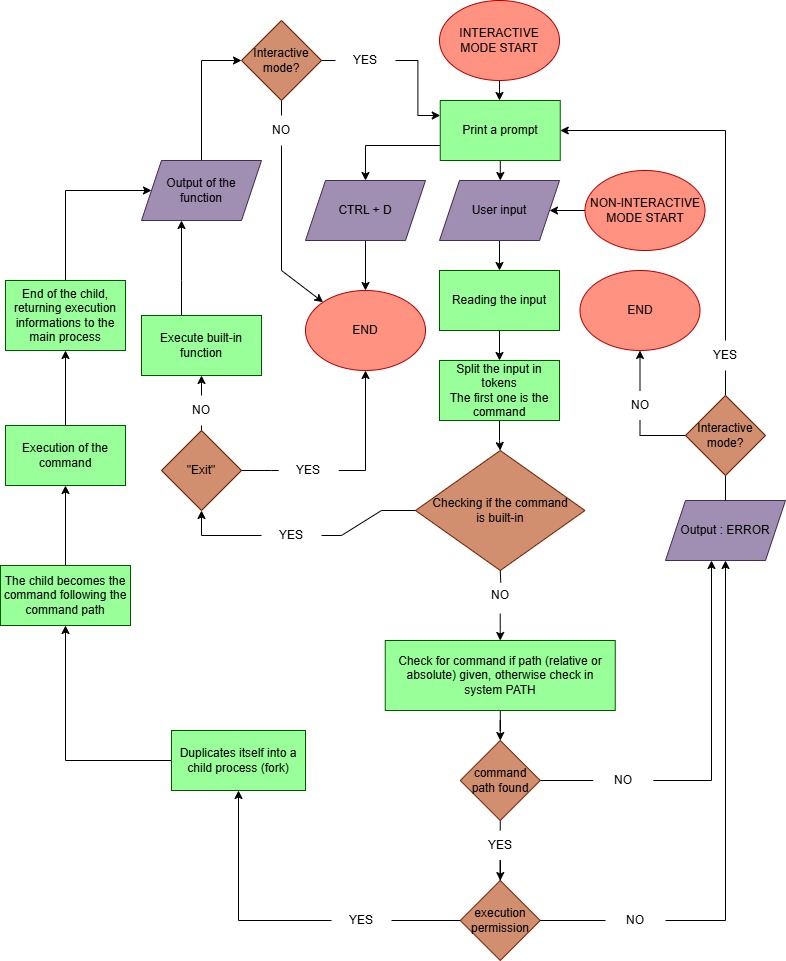 INTERACTIVE
MODE START
Interactive
mode?
YES
NO
Print a prompt
Output of the
function
CTRL + D
User input
NON-INTERACTIVE
MODE START
End of the child,
returning execution
informations to the
main process
Reading the input
END
END
Execute built-in
function
YES
Split the input in
tokens
The first one is the
command
NO
NO
Interactive
mode?
Execution of the
command
"Exit"
YES
Checking if the command
is built-in
YES
Output : ERROR
The child becomes the
command following the
command path
NO
Check for command if path (relative or
absolute) given, otherwise check in
system PATH
Duplicates itself into a
child process (fork)
command
path found
NO
YES
YES
execution
permission
NO